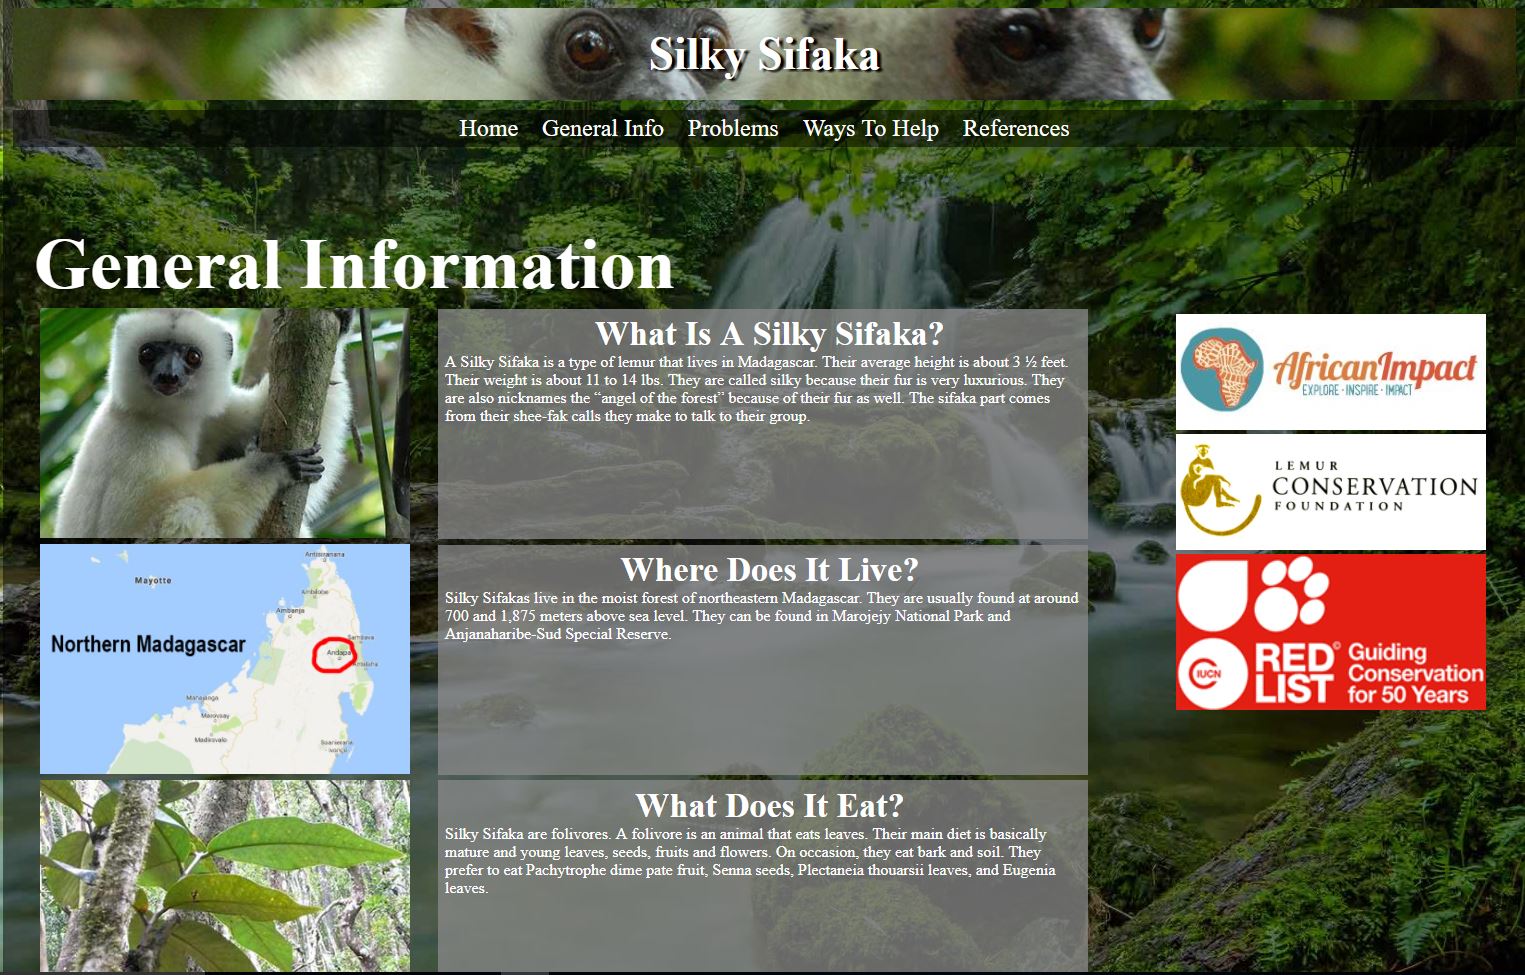 Silky Sifaka
Home General Info Problems Ways To Help References
General Information
What Is A Silky Sifaka?
A Silky Sifaka is a type of lemur that lives in Madagascar. Their average height is about 3 ½ feet.
Their weight is about 11 to 14 lbs. They are called silky because their fur is very luxurious. They
are also nicknames the “angel of the forest” because of their fur as well. The sifaka part comes
from their shee-fak calls they make to talk to their group.
AfricanImpact
EXPLORE · INSPIRE · IMPACT
LEMUR
CONSERVATION
FOUNDATION
IUCN
RED
LIST
Guiding
Conservation
for 50 Years
Antisiranana
Mayotte
Ambilobe
Ambanja
Northern Madagascar
Sambava
Andapa
Antalaha
Mahajanga
Marovoay
Madirovalo
Soanierana
Where Does It Live?
Silky Sifakas live in the moist forest of northeastern Madagascar. They are usually found at around
700 and 1,875 meters above sea level. They can be found in Marojejy National Park and
Anjanaharibe-Sud Special Reserve.
What Does It Eat?
Silky Sifaka are folivores. A folivore is an animal that eats leaves. Their main diet is basically
mature and young leaves, seeds, fruits and flowers. On occasion, they eat bark and soil. They
prefer to eat Pachytrophe dime pate fruit, Senna seeds, Plectaneia thouarsii leaves, and Eugenia
leaves.